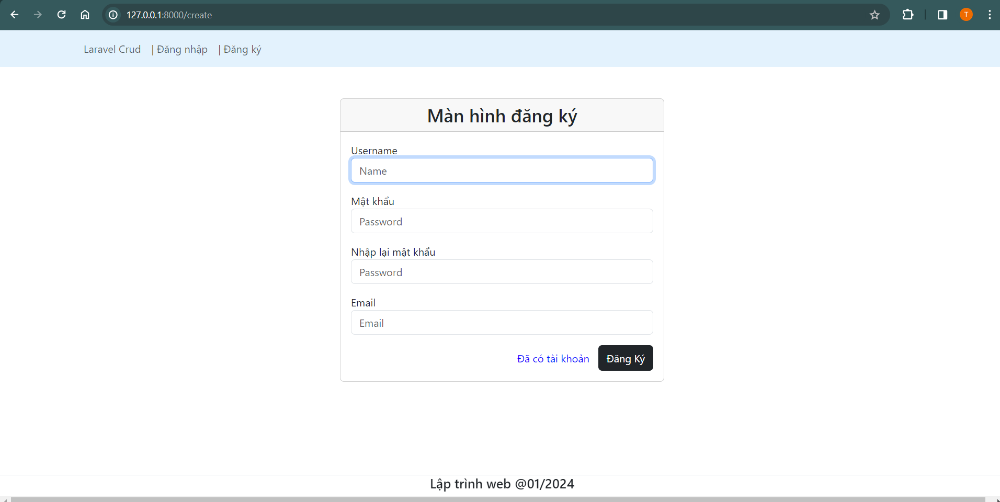 127.0.0.1:8000/create
T
Laravel Crud | Đăng nhập | Đăng ký
Màn hình đăng ký
Username
Name
Mật khẩu
Password
Nhập lại mật khẩu
Password
Email
Email
Đã có tài khoản Đăng Ký
Lập trình web @01/2024